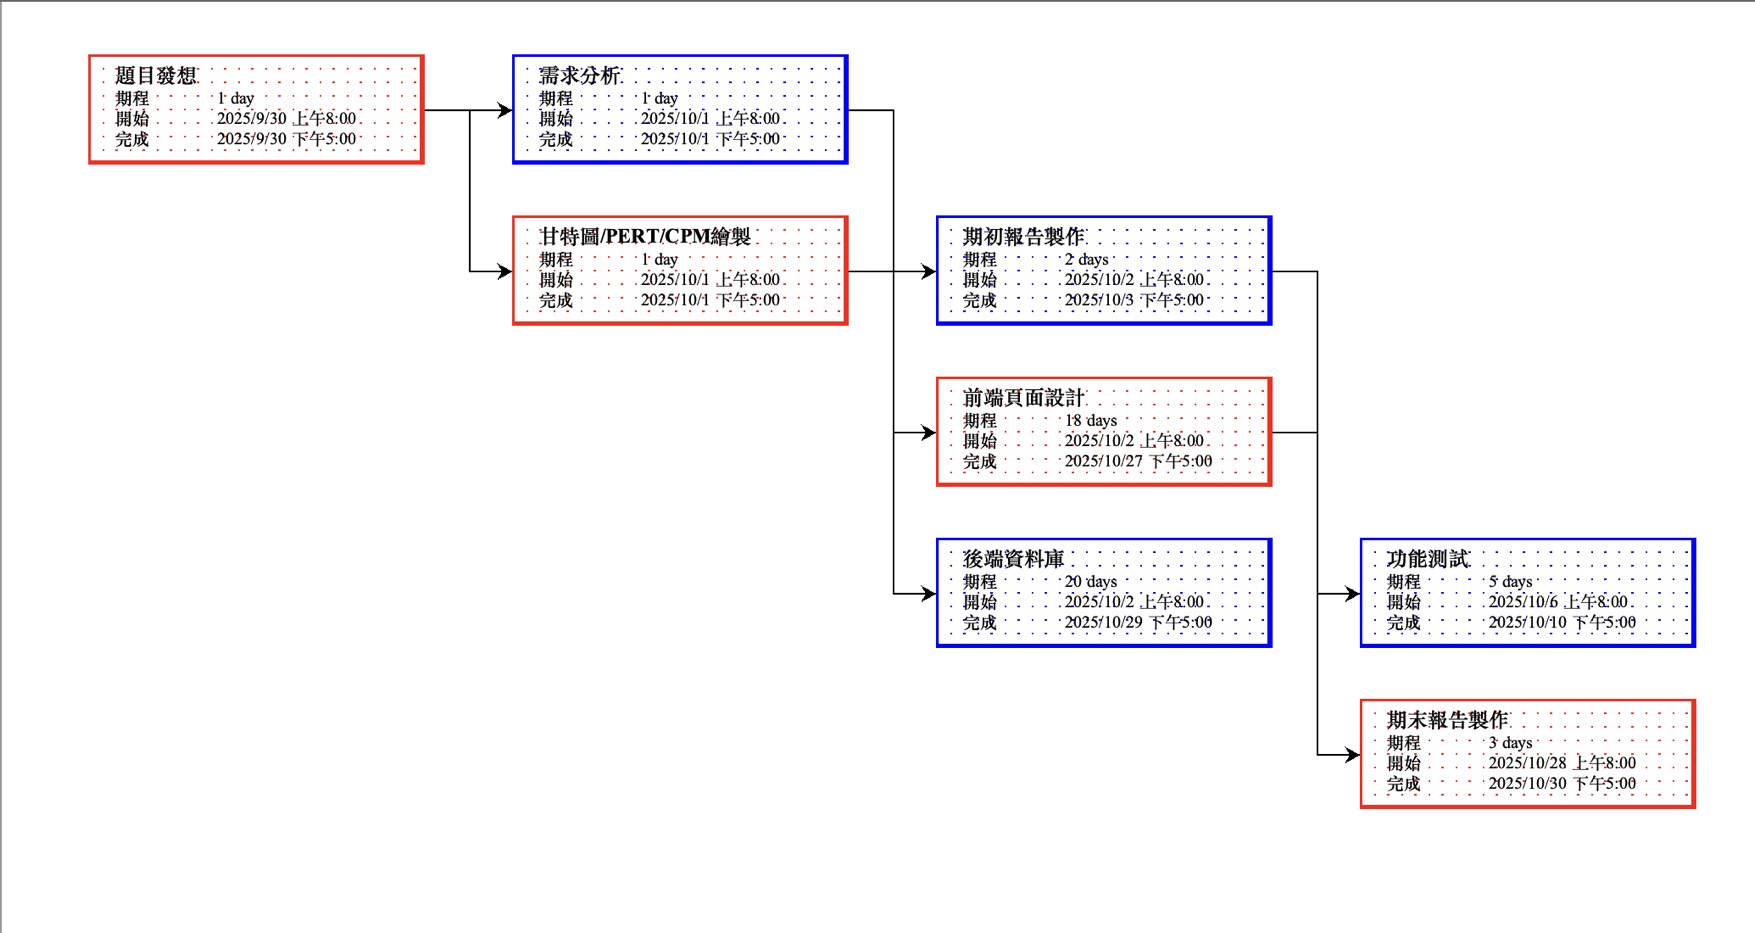 題目發想
期程 1 day
開始 2025/9/30 上午8:00
完成 2025/9/30 下午5:00
需求分析
期程 1 day
開始 2025/10/1 上午8:00
完成 2025/10/1 下午5:00
甘特圖/PERT/CPM繪製
期程 1 day
開始 2025/10/1 上午8:00
完成 2025/10/1 下午5:00
期初報告製作
期程 2 days
開始 2025/10/2 上午8:00
完成 2025/10/3 下午5:00
前端頁面設計
期程 18 days
開始 2025/10/2 上午8:00
完成 2025/10/27 下午5:00
後端資料庫
期程 20 days
開始 2025/10/2 上午8:00
完成 2025/10/29 下午5:00
功能測試
期程 5 days
開始 2025/10/6 上午8:00
完成 2025/10/10 下午5:00
期末報告製作
期程 3 days
開始 2025/10/28 上午8:00
完成 2025/10/30 下午5:00